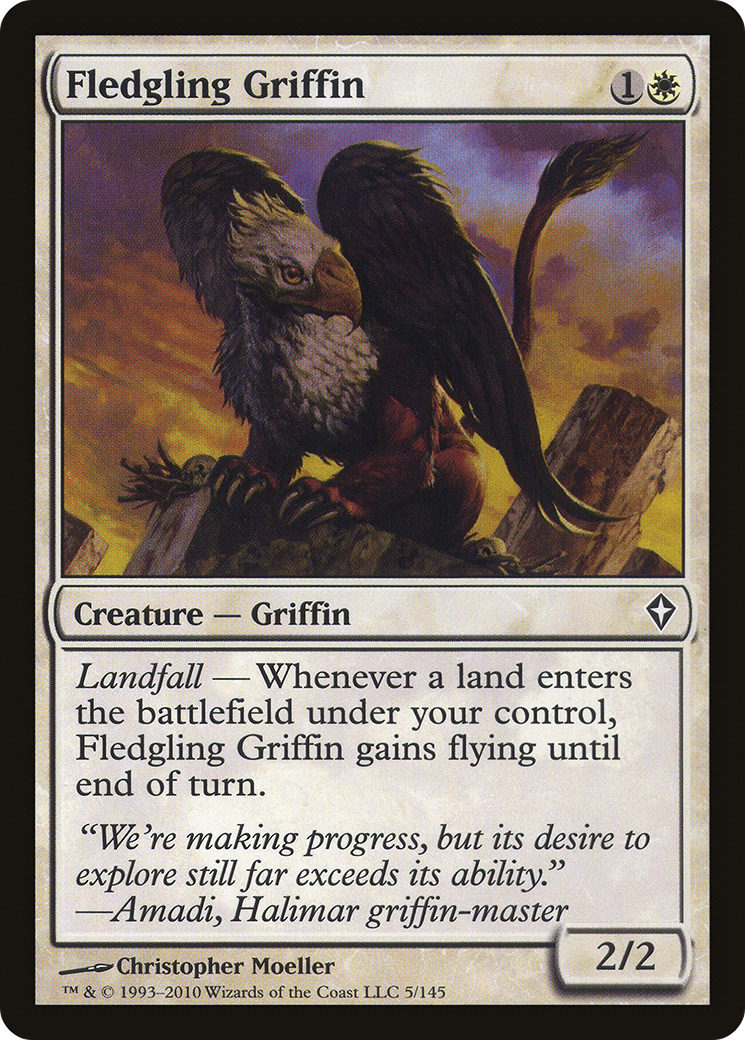 Fledgling Griffin 1
Creature — Griffin
Landfall — Whenever a land enters
the battlefield under your control,
Fledgling Griffin gains flying until
end of turn.
“We’re making progress, but its desire to
explore still far exceeds its ability.”
—Amadi, Halimar griffin-master
2/2
Christopher Moeller
™ & © 1993–2010 Wizards of the Coast LLC 5/145